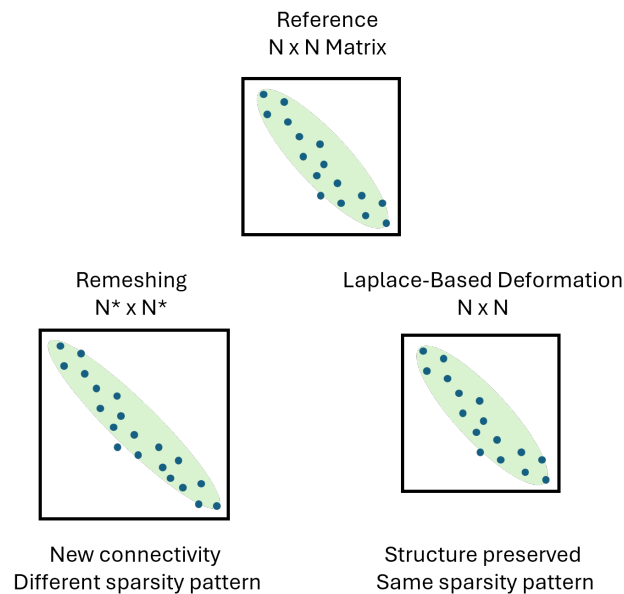 Reference
N x N Matrix
Remeshing
N* x N*
Laplace-Based Deformation
N x N
New connectivity
Different sparsity pattern
Structure preserved
Same sparsity pattern